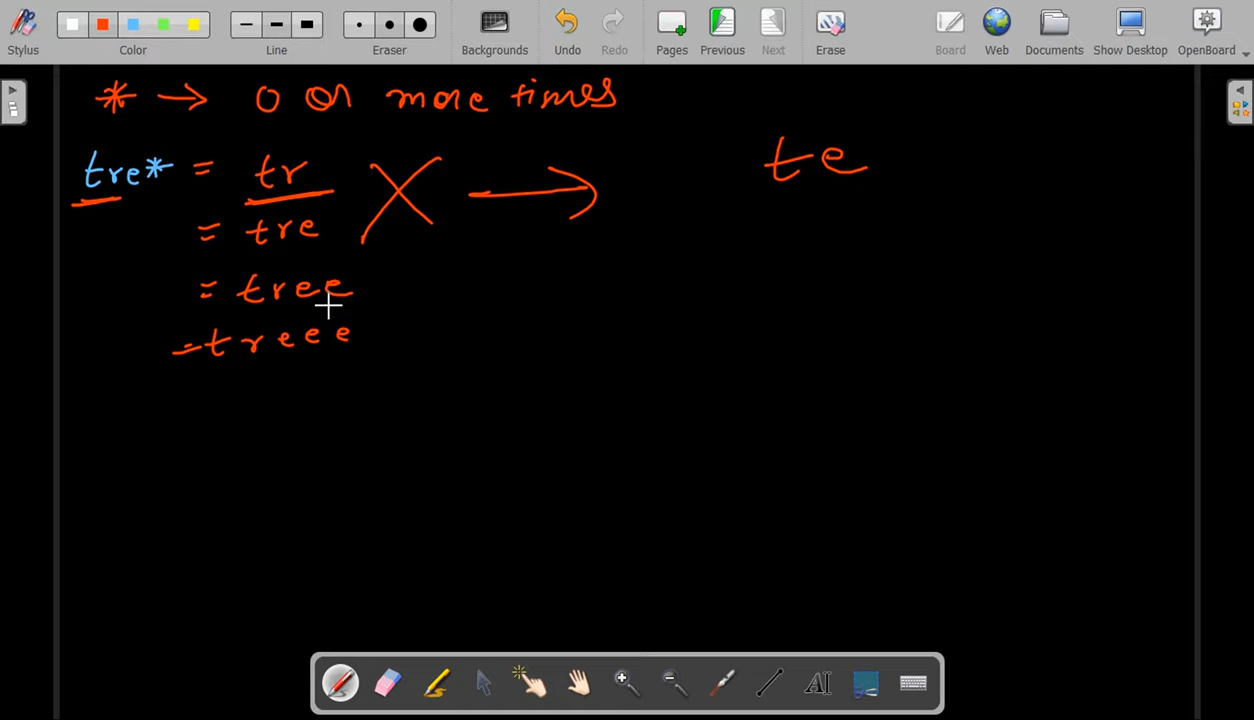 Stylus Color Line Eraser Backgrounds Undo Redo Pages Previous Next Erase Board Web Documents Show Desktop OpenBoard
* → 0 or more times
tre* = tr → te
= tre
= tree
= treee
AI